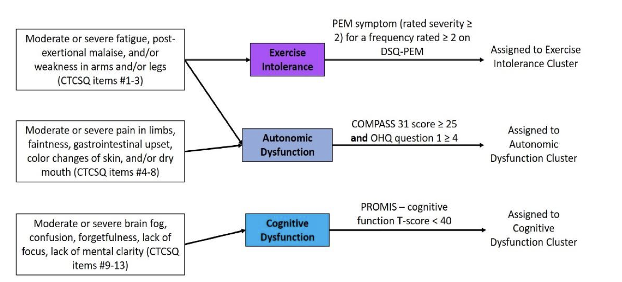 Moderate or severe fatigue, post-
exertional malaise, and/or
weakness in arms and/or legs
(CTCSQ items #1-3)
Exercise
Intolerance
PEM symptom (rated severity ≥
2) for a frequency rated ≥ 2 on
DSQ-PEM
Assigned to Exercise
Intolerance Cluster
Moderate or severe pain in limbs,
faintness, gastrointestinal upset,
color changes of skin, and/or dry
mouth (CTCSQ items #4-8)
Autonomic
Dysfunction
COMPASS 31 score ≥ 25
and OHQ question 1 ≥ 4
Assigned to
Autonomic
Dysfunction Cluster
Moderate or severe brain fog,
confusion, forgetfulness, lack of
focus, lack of mental clarity (CTCSQ
items #9-13)
Cognitive
Dysfunction
PROMIS – cognitive
function T-score < 40
Assigned to
Cognitive
Dysfunction Cluster